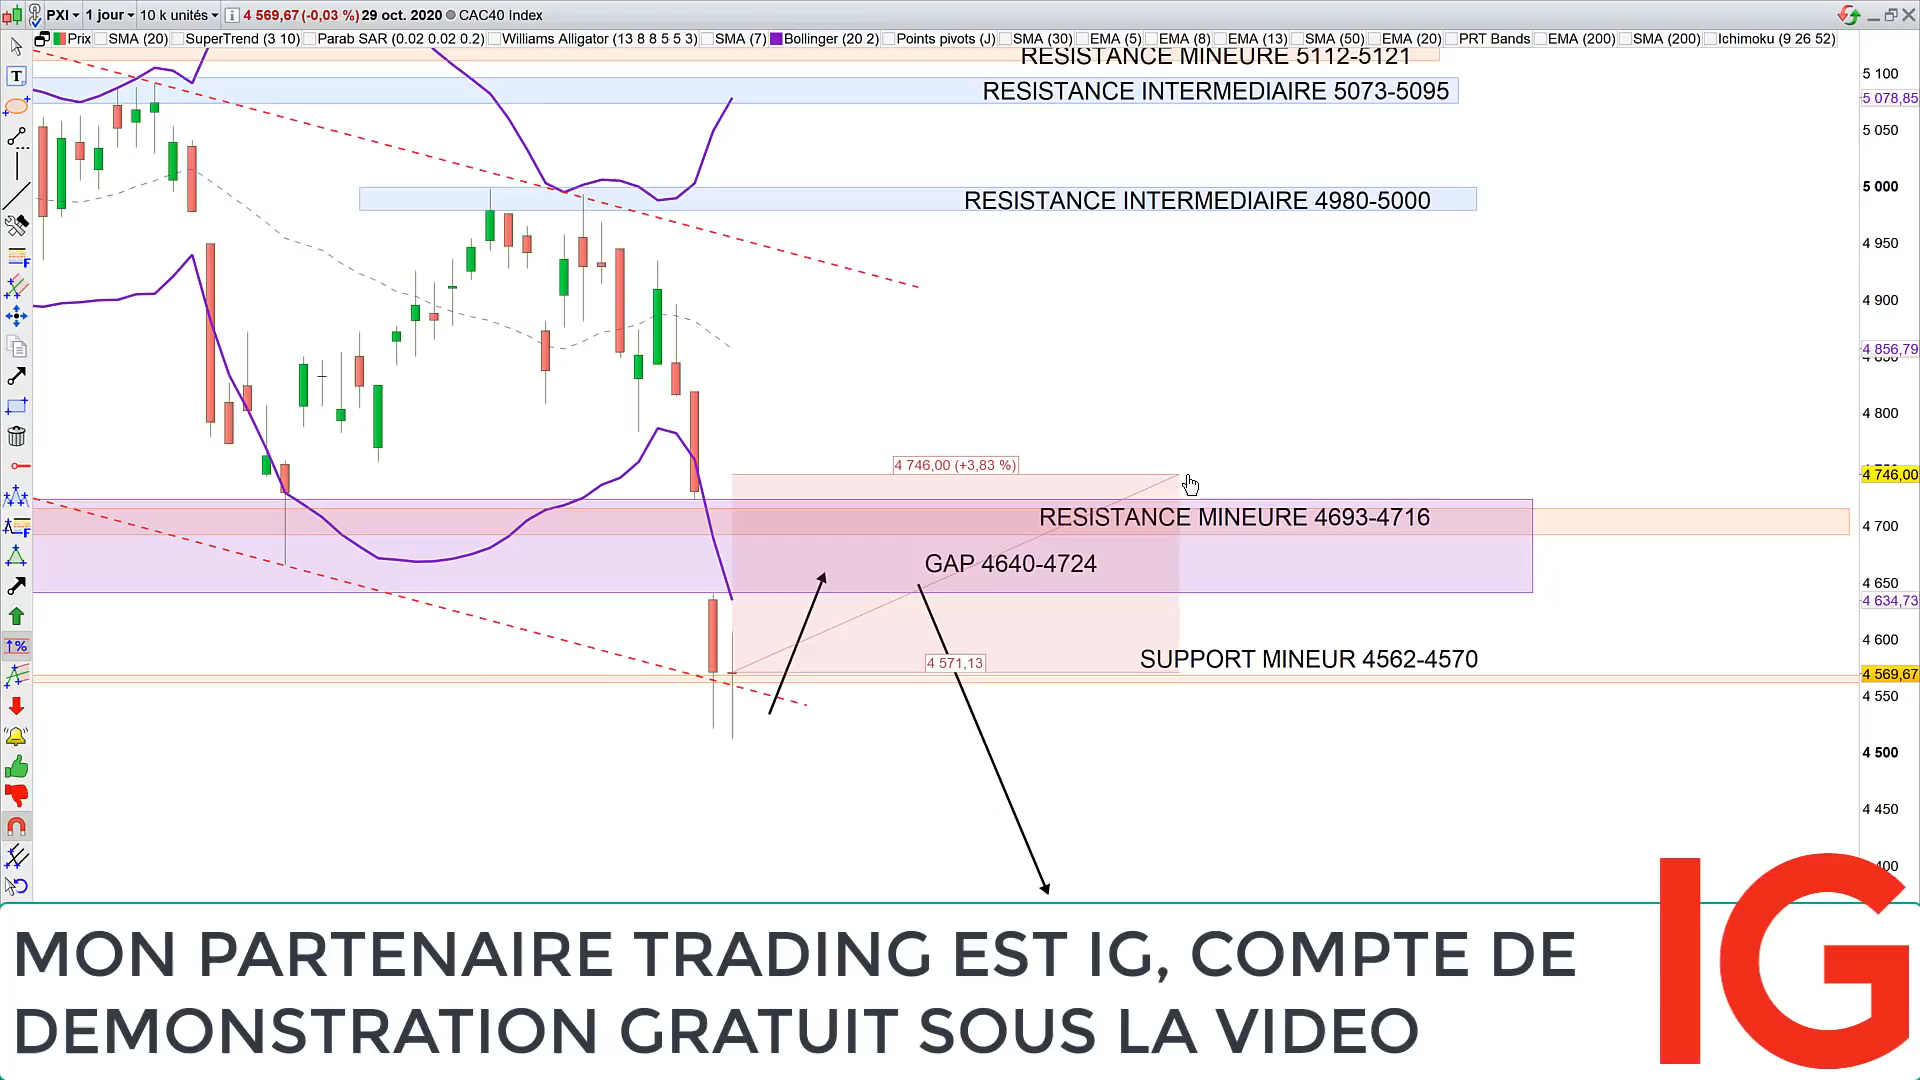 PXI 1 jour 10 k unités 4 569,67 (-0,03 %) 29 oct. 2020 CAC40 Index
Prix SMA (20) SuperTrend (3 10) Parab SAR (0.02 0.02 0.2) Williams Alligator (13 8 8 5 5 3) SMA (7) Bollinger (20 2) Points pivots (J) SMA (30) EMA (5) EMA (8) EMA (13) SMA (50) EMA (20) PRT Bands EMA (200) SMA (200) Ichimoku (9 26 52)
RESISTANCE MINEURE 5112-5121
5 100
RESISTANCE INTERMEDIAIRE 5073-5095
5 078,85
5 050
5 000
RESISTANCE INTERMEDIAIRE 4980-5000
4 950
4 900
4 856,79
4 800
4 746,00 (+3,83 %)
4 746,00
RESISTANCE MINEURE 4693-4716
4 700
GAP 4640-4724
4 650
4 634,73
4 600
SUPPORT MINEUR 4562-4570
4 571,13
4 569,67
4 550
4 500
4 450
400
MON PARTENAIRE TRADING EST IG, COMPTE DE
DEMONSTRATION GRATUIT SOUS LA VIDEO
IG